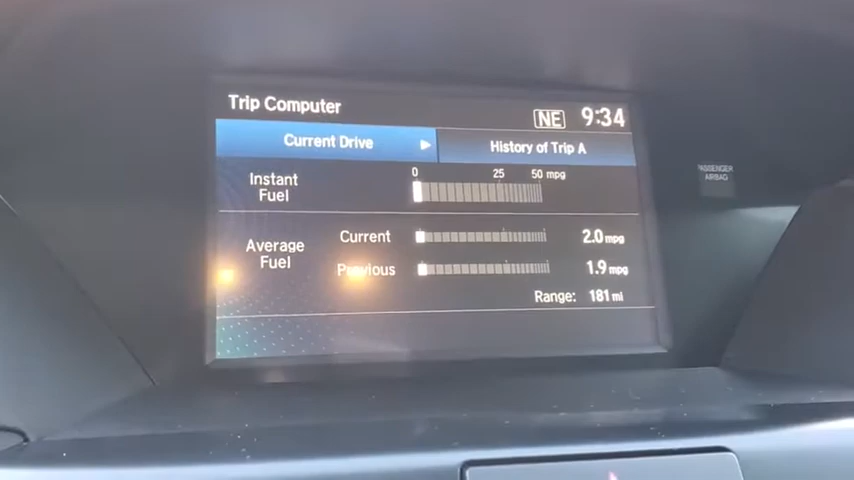 Trip Computer
NE 9:34
Current Drive
History of Trip A
0 25 50 mpg
Instant
Fuel
Average
Fuel
Current 2.0 mpg
Previous 1.9 mpg
Range: 181 mi
PASSENGER
AIRBAG